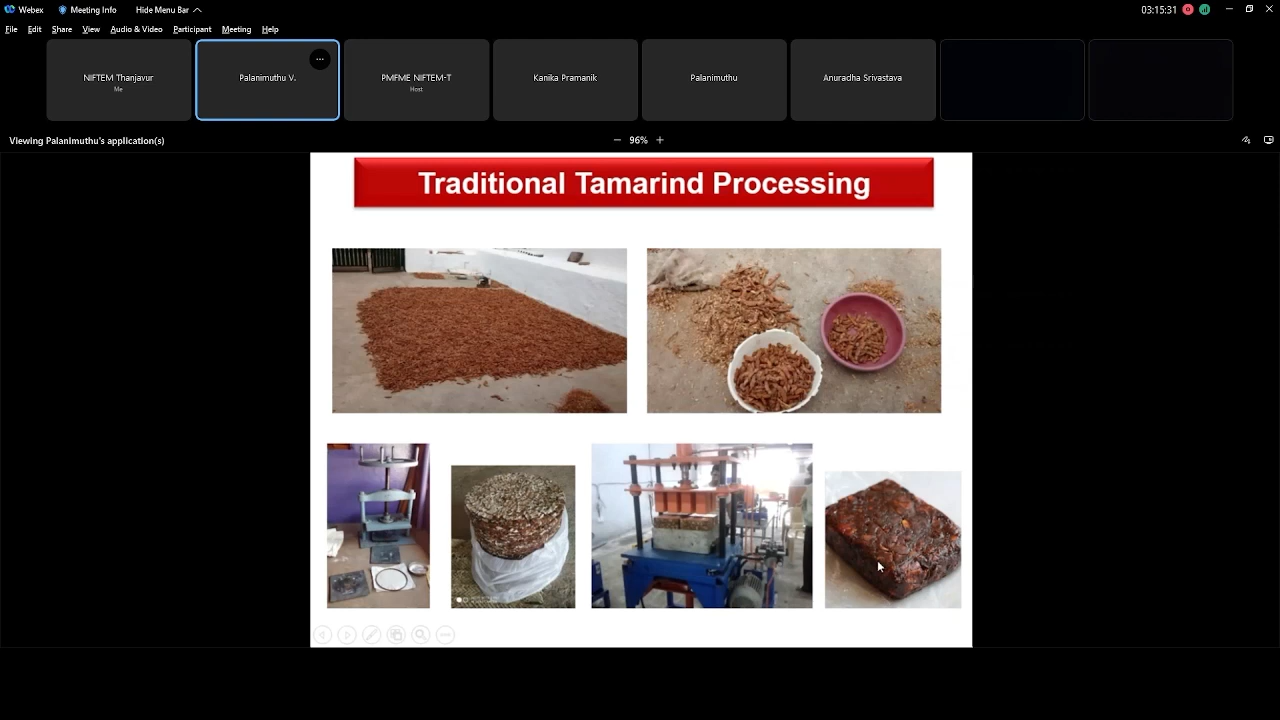 Webex Meeting Info Hide Menu Bar 03:15:31
File Edit Share View Audio & Video Participant Meeting Help
NIFTEM Thanjavur
Me
Palanimuthu V.
PMFME NIFTEM-T
Host
Kanika Pramanik
Palanimuthu
Anuradha Srivastava
Viewing Palanimuthu's application(s) 96%
Traditional Tamarind Processing